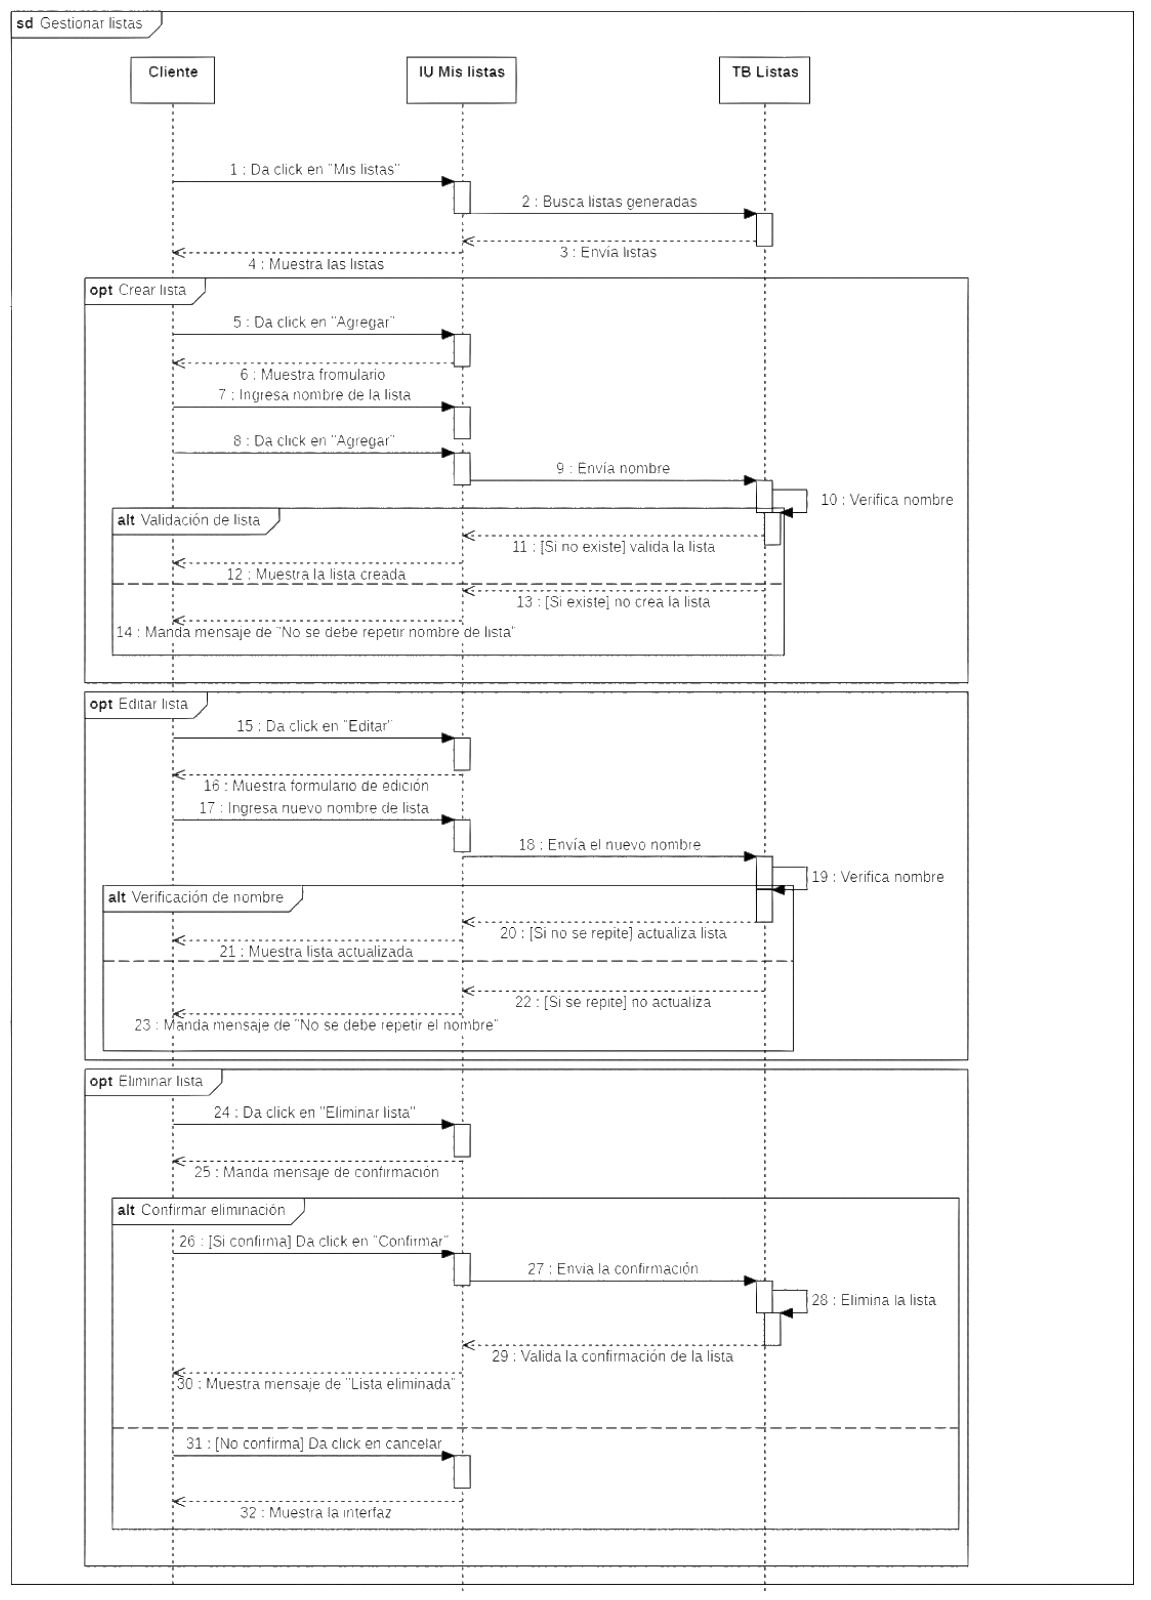 sd Gestionar listas
Cliente
IU Mis listas
TB Listas
1 : Da click en "Mis listas"
2 : Busca listas generadas
3 : Envía listas
4 : Muestra las listas
opt Crear lista
5 : Da click en "Agregar"
6 : Muestra fromulario
7 : Ingresa nombre de la lista
8 : Da click en "Agregar"
9 : Envía nombre
10 : Verifica nombre
alt Validación de lista
11 : [Si no existe] valida la lista
12 : Muestra la lista creada
13 : [Si existe] no crea la lista
14 : Manda mensaje de "No se debe repetir nombre de lista"
opt Editar lista
15 : Da click en "Editar"
16 : Muestra formulario de edición
17 : Ingresa nuevo nombre de lista
18 : Envía el nuevo nombre
19 : Verifica nombre
alt Verificación de nombre
20 : [Si no se repite] actualiza lista
21 : Muestra lista actualizada
22 : [Si se repite] no actualiza
23 : Manda mensaje de "No se debe repetir el nombre"
opt Eliminar lista
24 : Da click en "Eliminar lista"
25 : Manda mensaje de confirmación
alt Confirmar eliminación
26 : [Si confirma] Da click en "Confirmar"
27 : Envia la confirmación
28 : Elimina la lista
29 : Valida la confirmación de la lista
30 : Muestra mensaje de "Lista eliminada"
31 : [No confirma] Da click en cancelar
32 : Muestra la interfaz